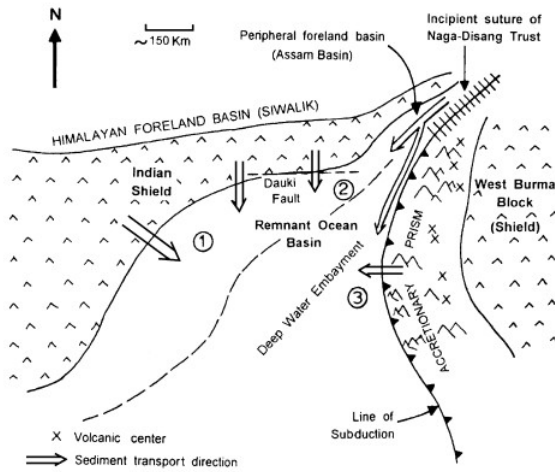 N
~ 150 Km
Peripheral foreland basin
(Assam Basin)
Incipient suture of
Naga-Disang Trust
HIMALAYAN FORELAND BASIN (SIWALIK)
Indian
Shield
Dauki
Fault
2
1
Remnant Ocean
Basin
West Burma
Block
(Shield)
Deep Water Embayment
3
PRISM
ACCRETIONARY
Line of
Subduction
X Volcanic center
Sediment transport direction